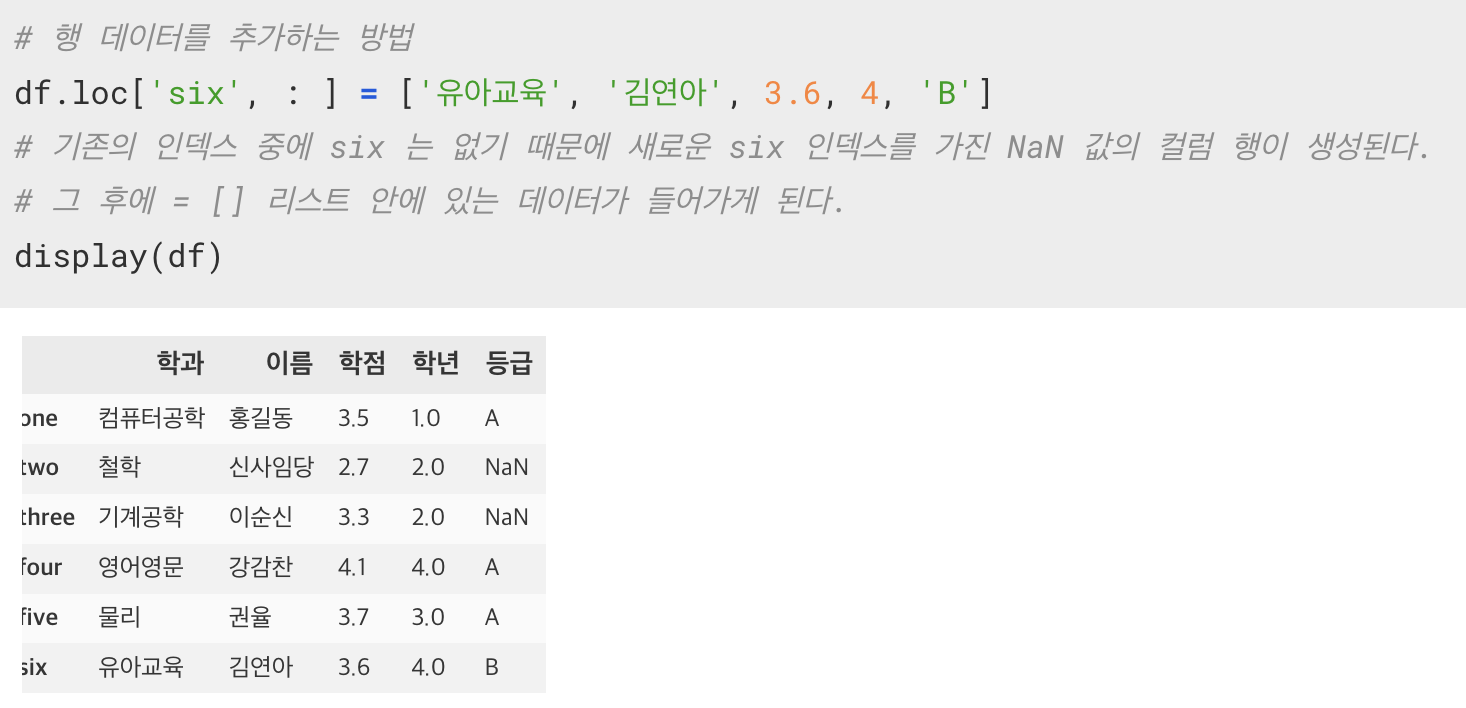 # 행 데이터를 추가하는 방법
df.loc['six', : ] = ['유아교육', '김연아', 3.6, 4, 'B']
# 기존의 인덱스 중에 six 는 없기 때문에 새로운 six 인덱스를 가진 NaN 값의 컬럼 행이 생성된다.
# 그 후에 = [] 리스트 안에 있는 데이터가 들어가게 된다.
display(df)
학과 이름 학점 학년 등급
one 컴퓨터공학 홍길동 3.5 1.0 A
two 철학 신사임당 2.7 2.0 NaN
three 기계공학 이순신 3.3 2.0 NaN
four 영어영문 강감찬 4.1 4.0 A
five 물리 권율 3.7 3.0 A
six 유아교육 김연아 3.6 4.0 B